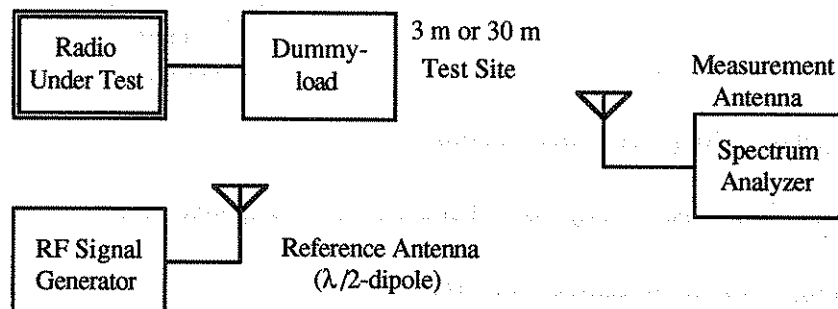 Radio
Under Test
Dummy-
load
3 m or 30 m
Test Site
Measurement
Antenna
Spectrum
Analyzer
RF Signal
Generator
Reference Antenna
(λ/2-dipole)